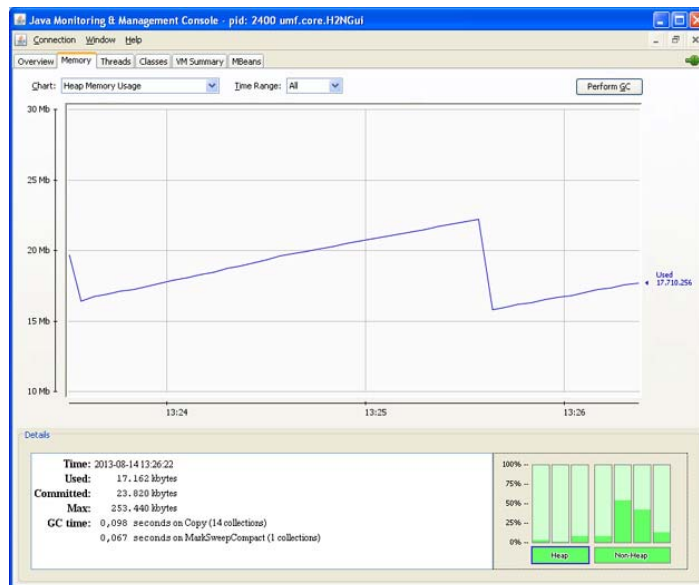 Java Monitoring & Management Console - pid: 2400 umf.core.H2NGui
Connection Window Help
Overview Memory Threads Classes VM Summary MBeans
Chart: Heap Memory Usage Time Range: All Perform GC
30 Mb
25 Mb
20 Mb
Used
17.710.256
15 Mb
10 Mb
13:24 13:25 13:26
Details
Time: 2013-08-14 13:26:22
Used: 17.162 kbytes
Committed: 23.820 kbytes
Max: 253.440 kbytes
GC time: 0,098 seconds on Copy (14 collections)
0,067 seconds on MarkSweepCompact (1 collections)
100% --
75% --
50% --
25% --
0% --
Heap Non-Heap